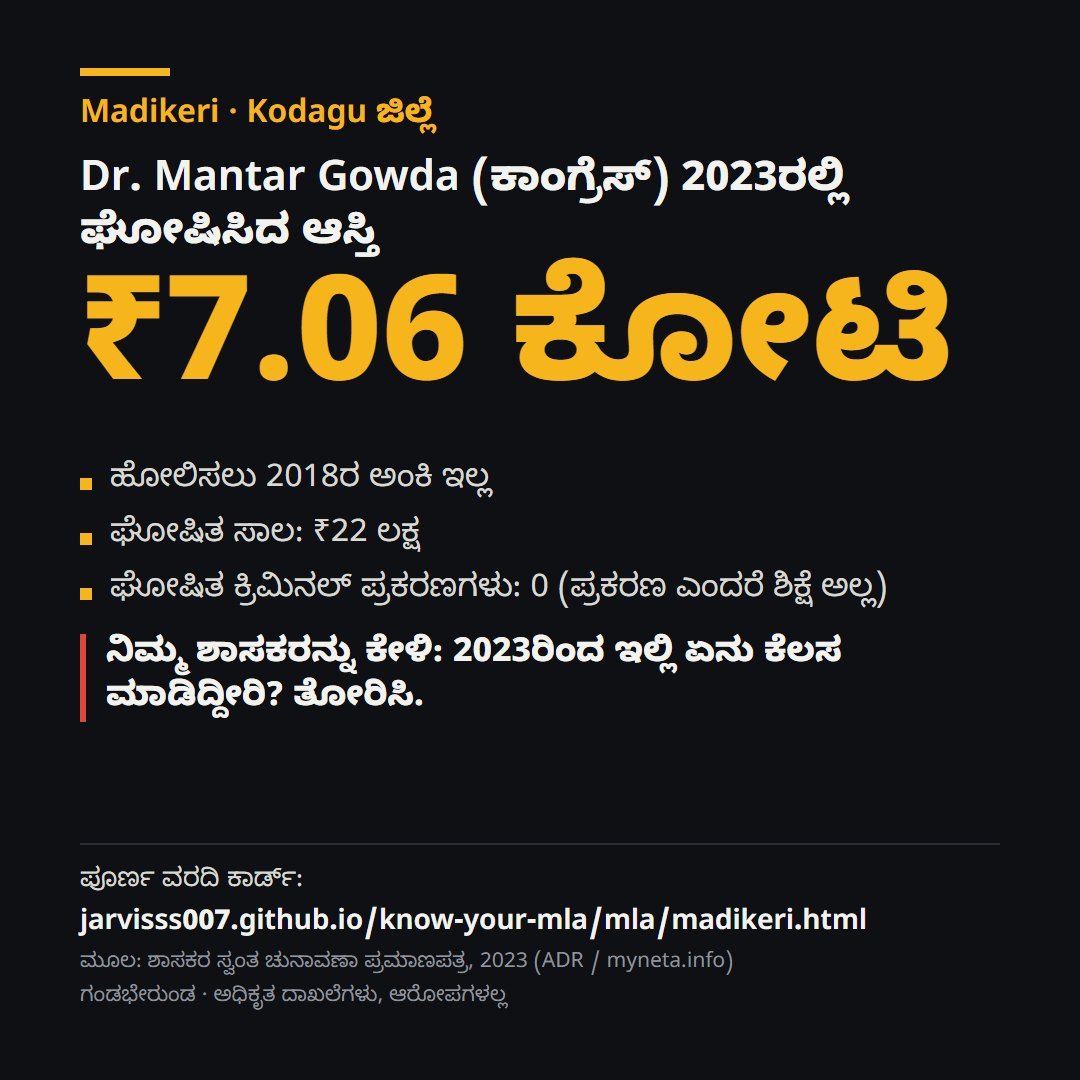 Madikeri · Kodagu ಜಿಲ್ಲೆ
Dr. Mantar Gowda (ಕಾಂಗ್ರೆಸ್) 2023ರಲ್ಲಿ
ಘೋಷಿಸಿದ ಆಸ್ತಿ
₹7.06 ಕೋಟಿ
ಹೋಲಿಸಲು 2018ರ ಅಂಕಿ ಇಲ್ಲ
ಘೋಷಿತ ಸಾಲ: ₹22 ಲಕ್ಷ
ಘೋಷಿತ ಕ್ರಿಮಿನಲ್ ಪ್ರಕರಣಗಳು: 0 (ಪ್ರಕರಣ ಎಂದರೆ ಶಿಕ್ಷೆ ಅಲ್ಲ)
ನಿಮ್ಮ ಶಾಸಕರನ್ನು ಕೇಳಿ: 2023ರಿಂದ ಇಲ್ಲಿ ಏನು ಕೆಲಸ
ಮಾಡಿದ್ದೀರಿ? ತೋರಿಸಿ.
ಪೂರ್ಣ ವರದಿ ಕಾರ್ಡ್:
jarvisss007.github.io/know-your-mla/mla/madikeri.html
ಮೂಲ: ಶಾಸಕರ ಸ್ವಂತ ಚುನಾವಣಾ ಪ್ರಮಾಣಪತ್ರ, 2023 (ADR / myneta.info)
ಗಂಡಭೇರುಂಡ · ಅಧಿಕೃತ ದಾಖಲೆಗಳು, ಆರೋಪಗಳಲ್ಲ